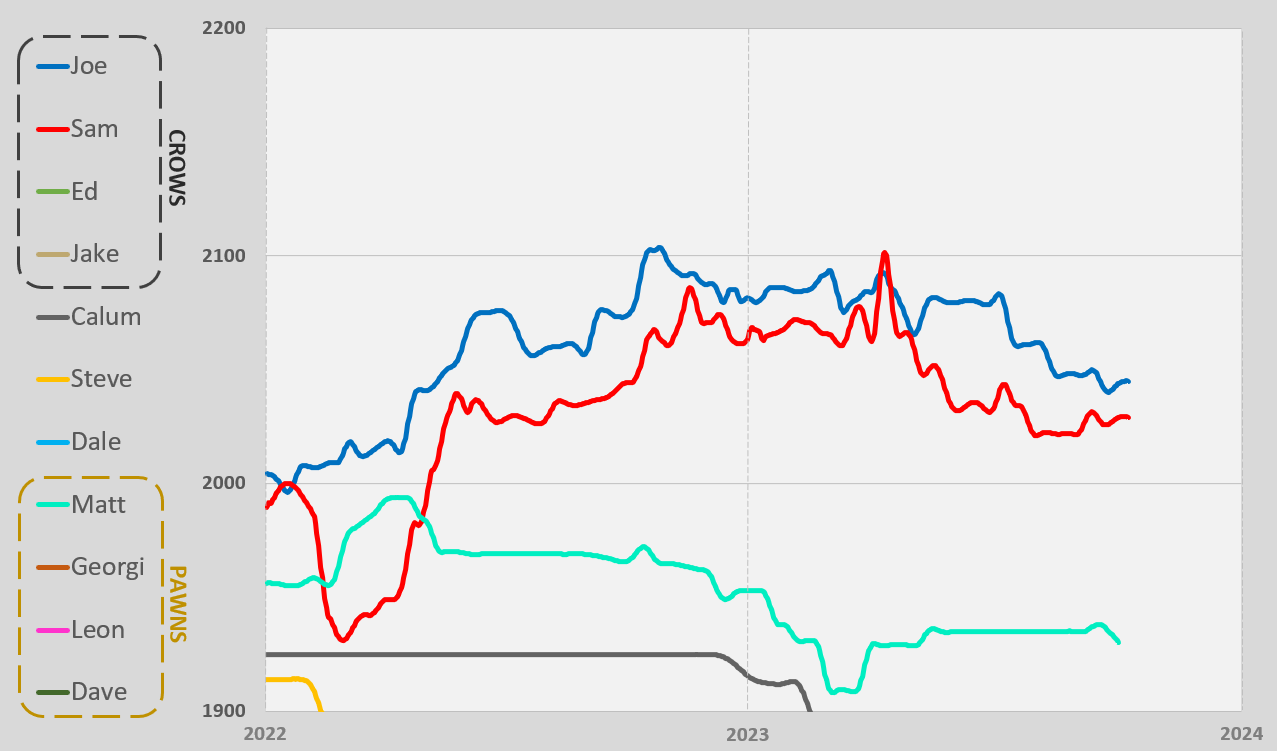 2200
2100
2000
1900
2022
2023
2024
Joe
Sam
Ed
Jake
CROWS
Calum
Steve
Dale
Matt
Georgi
Leon
Dave
PAWNS